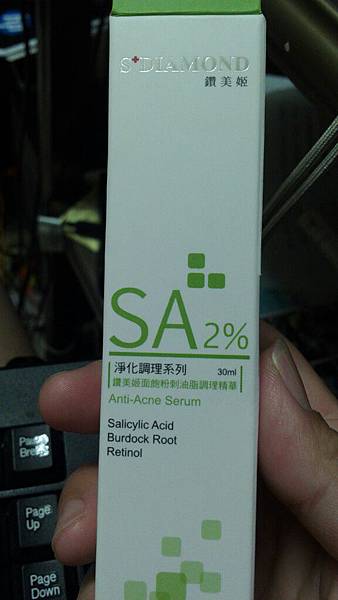 S+DIAMOND
鑽美姬
SA 2%
淨化調理系列 30ml
鑽美姬面皰粉刺油脂調理精華
Anti-Acne Serum
Salicylic Acid
Burdock Root
Retinol
Pause
Break
Page
Up
Page
Down